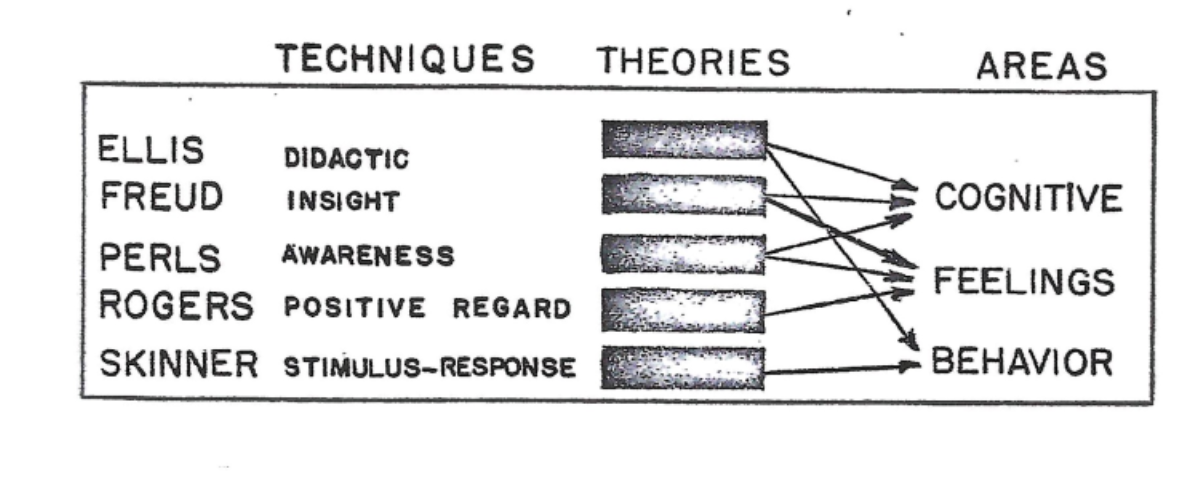 TECHNIQUES THEORIES AREAS
ELLIS DIDACTIC
FREUD INSIGHT
COGNITIVE
PERLS AWARENESS
FEELINGS
ROGERS POSITIVE REGARD
SKINNER STIMULUS-RESPONSE
BEHAVIOR